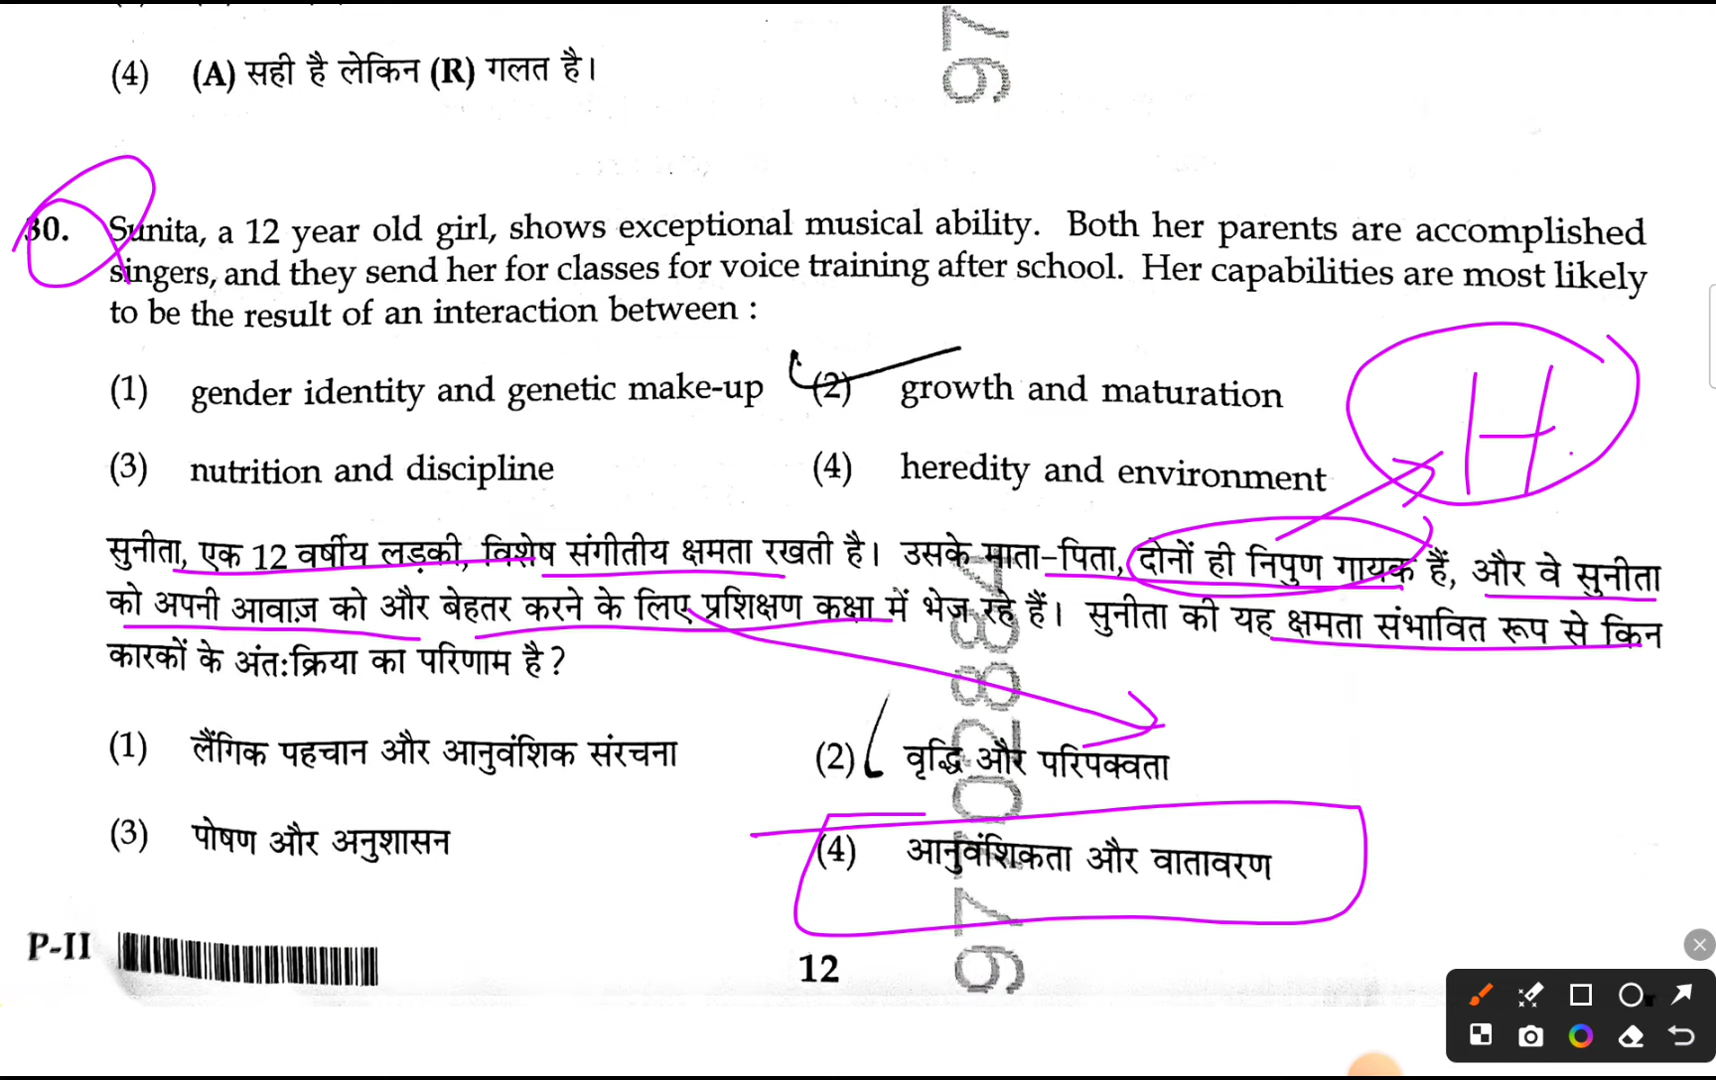 (4) (A) सही है लेकिन (R) गलत है।
97
30. Sunita, a 12 year old girl, shows exceptional musical ability. Both her parents are accomplished
singers, and they send her for classes for voice training after school. Her capabilities are most likely
to be the result of an interaction between :
(1) gender identity and genetic make-up (2) growth and maturation
(3) nutrition and discipline (4) heredity and environment
H
सुनीता, एक 12 वर्षीय लड़की, विशेष संगीतीय क्षमता रखती है। उसके माता-पिता, दोनों ही निपुण गायक हैं, और वे सुनीता
को अपनी आवाज़ को और बेहतर करने के लिए प्रशिक्षण कक्षा में भेज रहे हैं। सुनीता की यह क्षमता संभावित रूप से किन
कारकों के अंतःक्रिया का परिणाम है?
(1) लैंगिक पहचान और आनुवंशिक संरचना (2) वृद्धि और परिपक्वता
(3) पोषण और अनुशासन (4) आनुवंशिकता और वातावरण
P-II 12